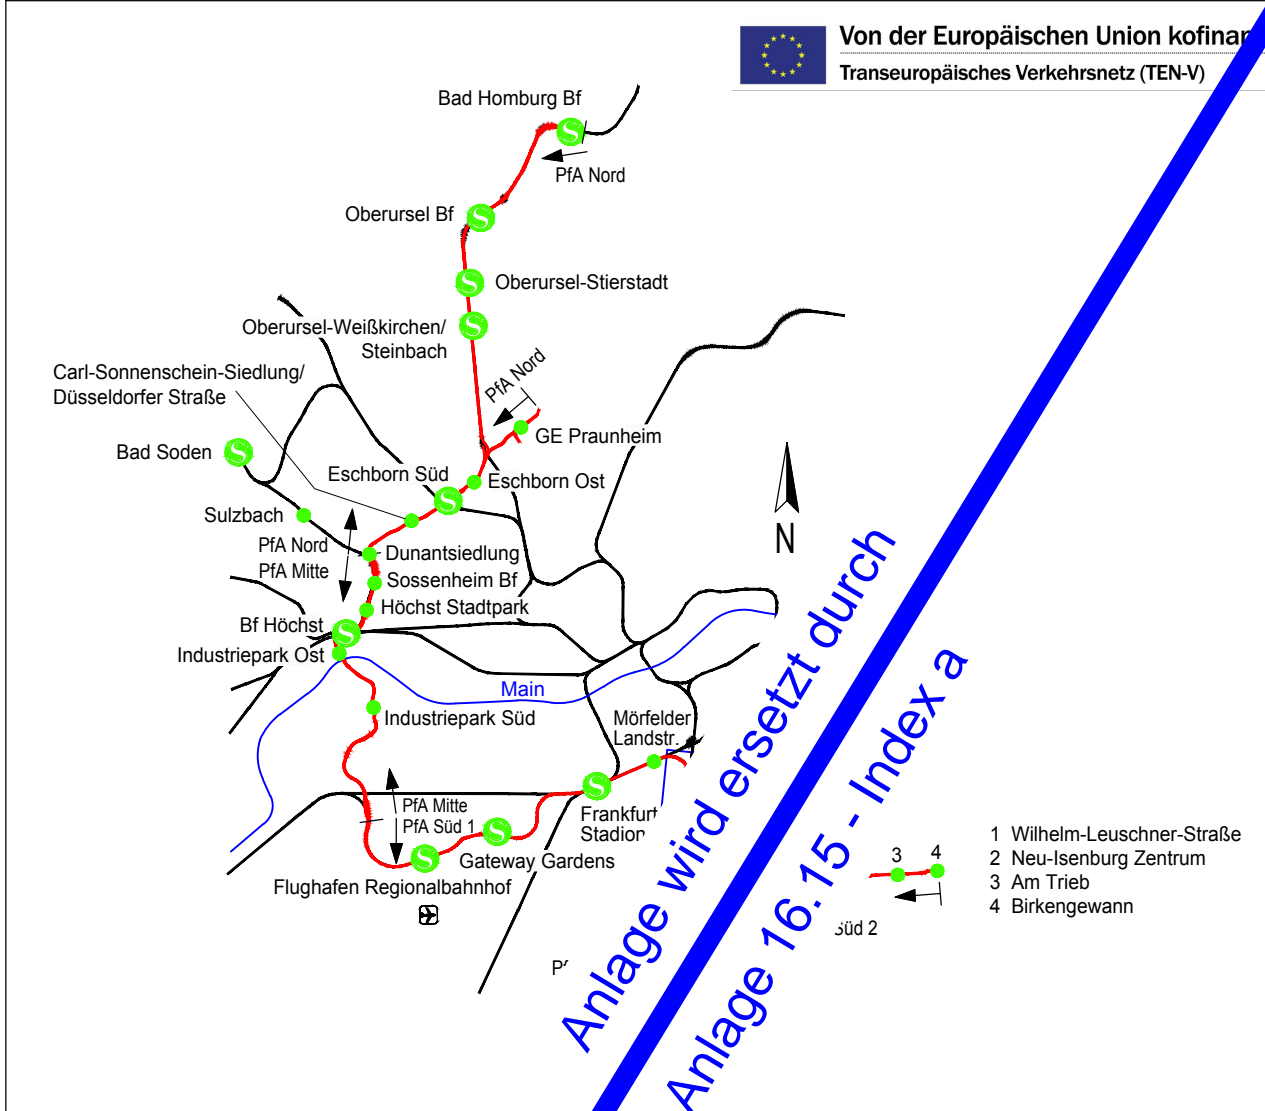 Von der Europäischen Union kofinan
Transeuropäisches Verkehrsnetz (TEN-V)
Bad Homburg Bf
PfA Nord
Oberursel Bf
Oberursel-Stierstadt
Oberursel-Weißkirchen/
Steinbach
PfA Nord
Carl-Sonnenschein-Siedlung/
Düsseldorfer Straße
GE Praunheim
Bad Soden
Eschborn Süd
Eschborn Ost
Sulzbach
PfA Nord
PfA Mitte
Dunantsiedlung
Sossenheim Bf
Höchst Stadtpark
Bf Höchst
Industriepark Ost
N
Main
Industriepark Süd
Mörfelder
Landstr.
PfA Mitte
PfA Süd 1
Frankfurt
Stadion
Gateway Gardens
Flughafen Regionalbahnhof
Anlage wird ersetzt durch
Anlage 16.15 - Index a
3 4
Süd 2
1 Wilhelm-Leuschner-Straße
2 Neu-Isenburg Zentrum
3 Am Trieb
4 Birkengewann